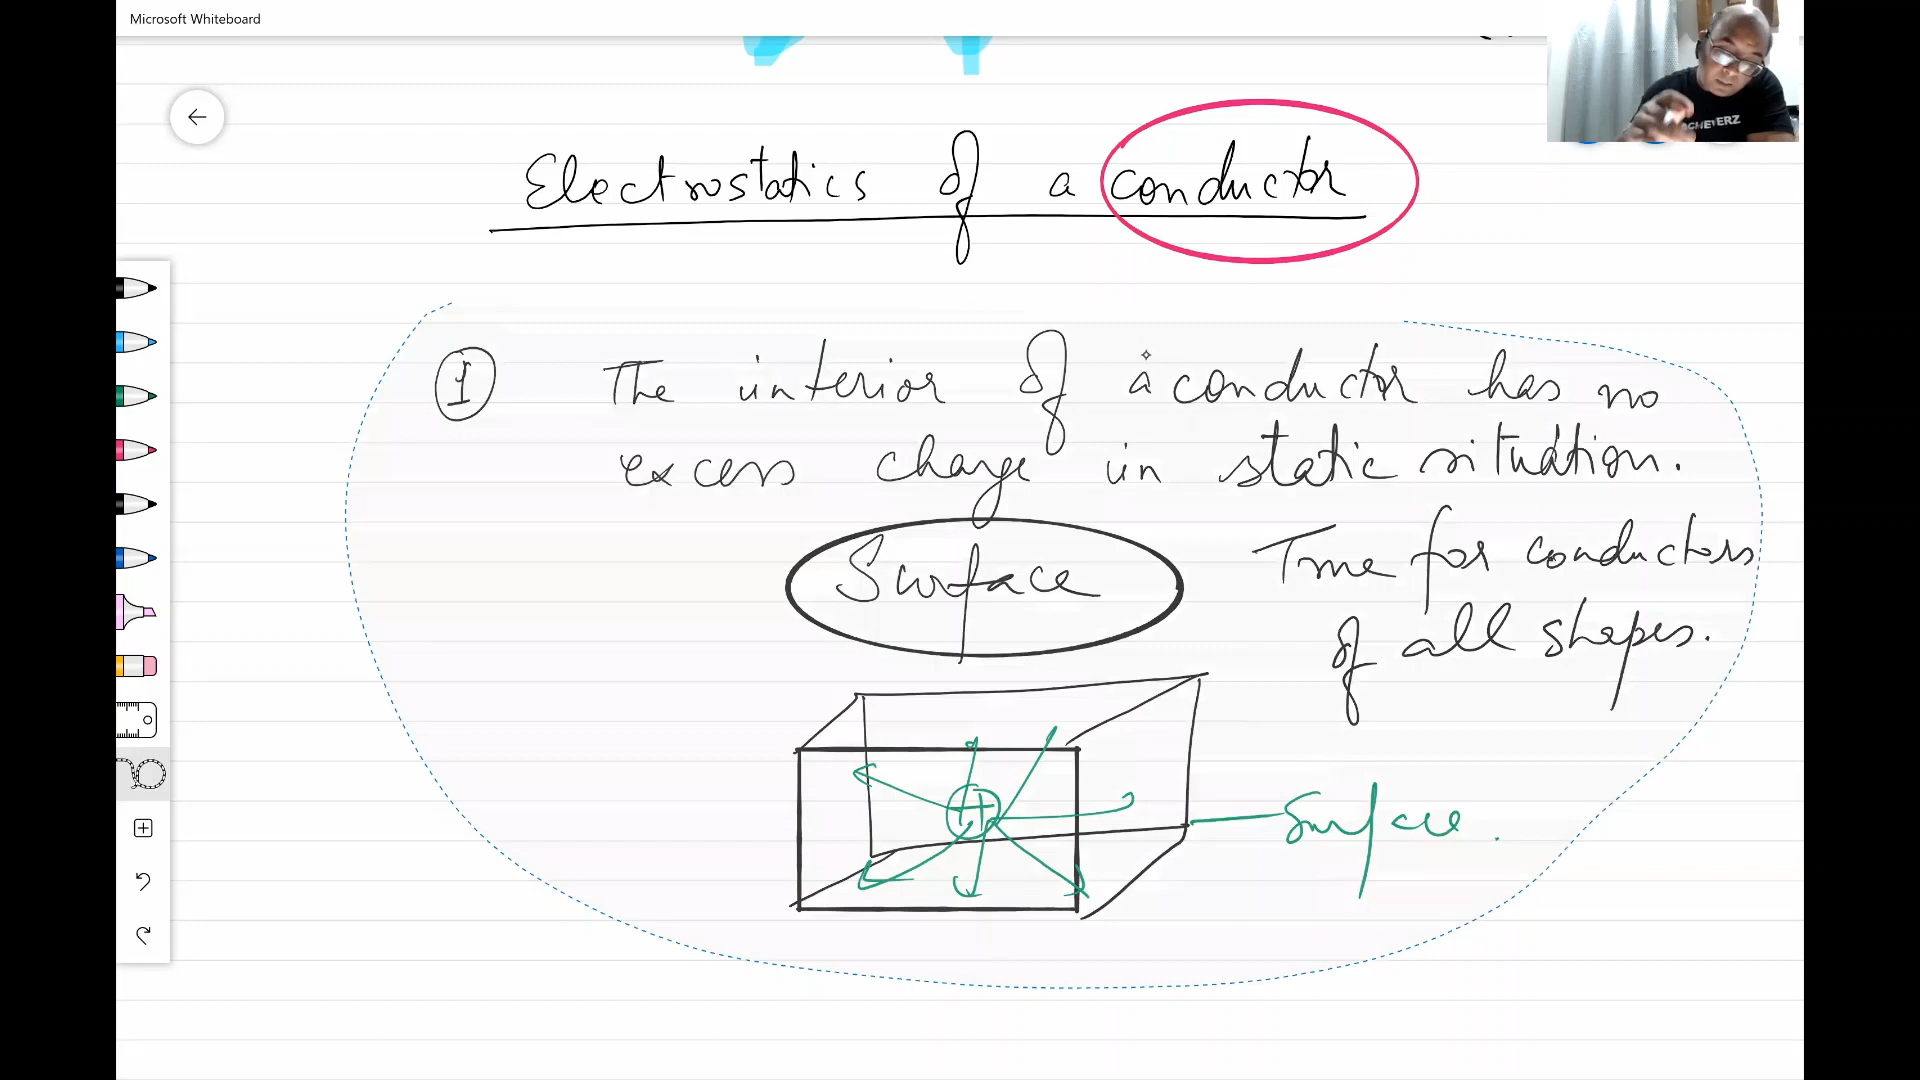 Microsoft Whiteboard
Electrostatics of a conductor
1 The interior of a conductor has no
excess charge in static situation.
Surface
True for conductors
of all shapes.
+
Surface.